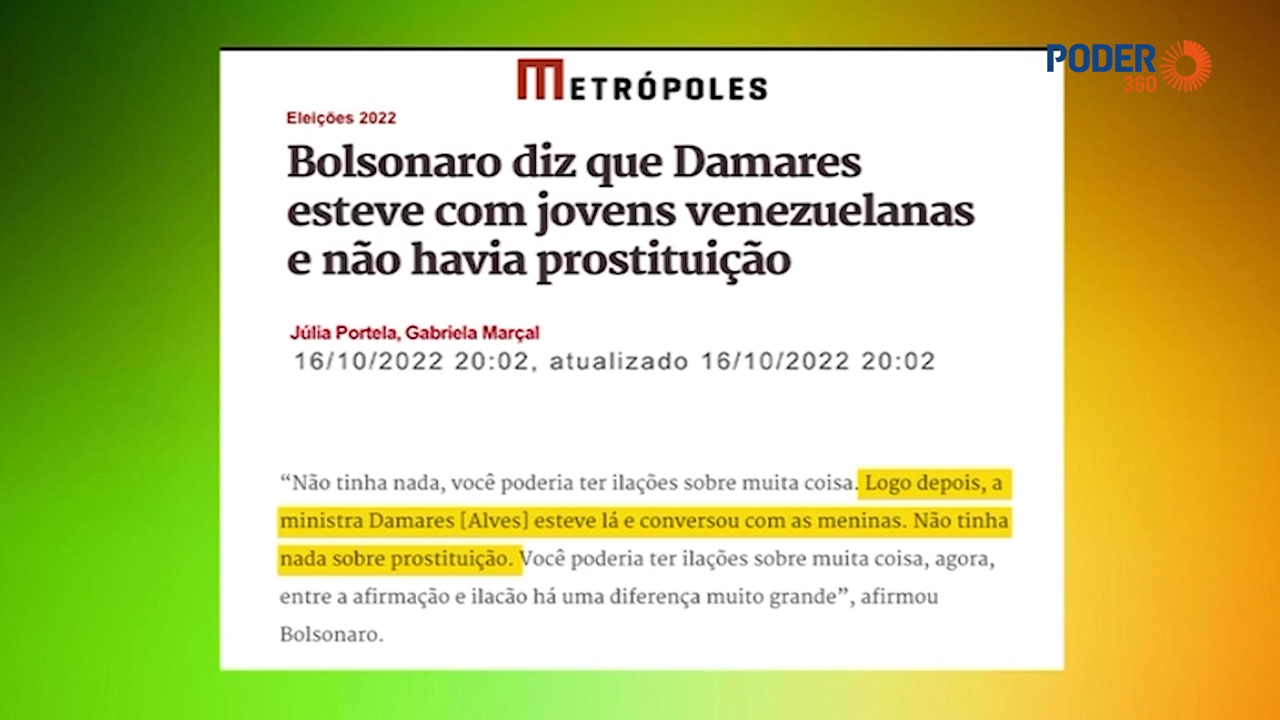 METRÓPOLES
PODER
360
Eleições 2022
Bolsonaro diz que Damares
esteve com jovens venezuelanas
e não havia prostituição
Júlia Portela, Gabriela Marçal
16/10/2022 20:02, atualizado 16/10/2022 20:02
“Não tinha nada, você poderia ter ilações sobre muita coisa. Logo depois, a
ministra Damares [Alves] esteve lá e conversou com as meninas. Não tinha
nada sobre prostituição. Você poderia ter ilações sobre muita coisa, agora,
entre a afirmação e ilacão há uma diferença muito grande”, afirmou
Bolsonaro.